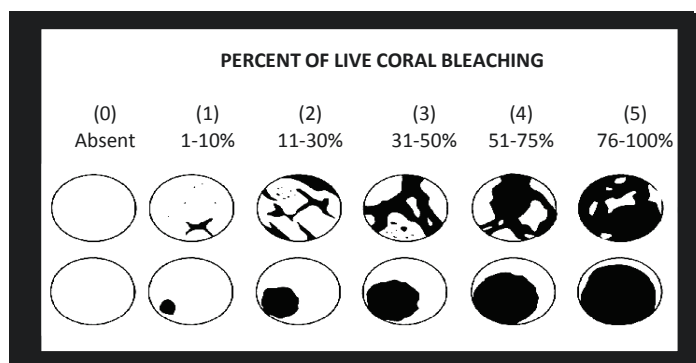 PERCENT OF LIVE CORAL BLEACHING
(0) (1) (2) (3) (4) (5)
Absent 1-10% 11-30% 31-50% 51-75% 76-100%